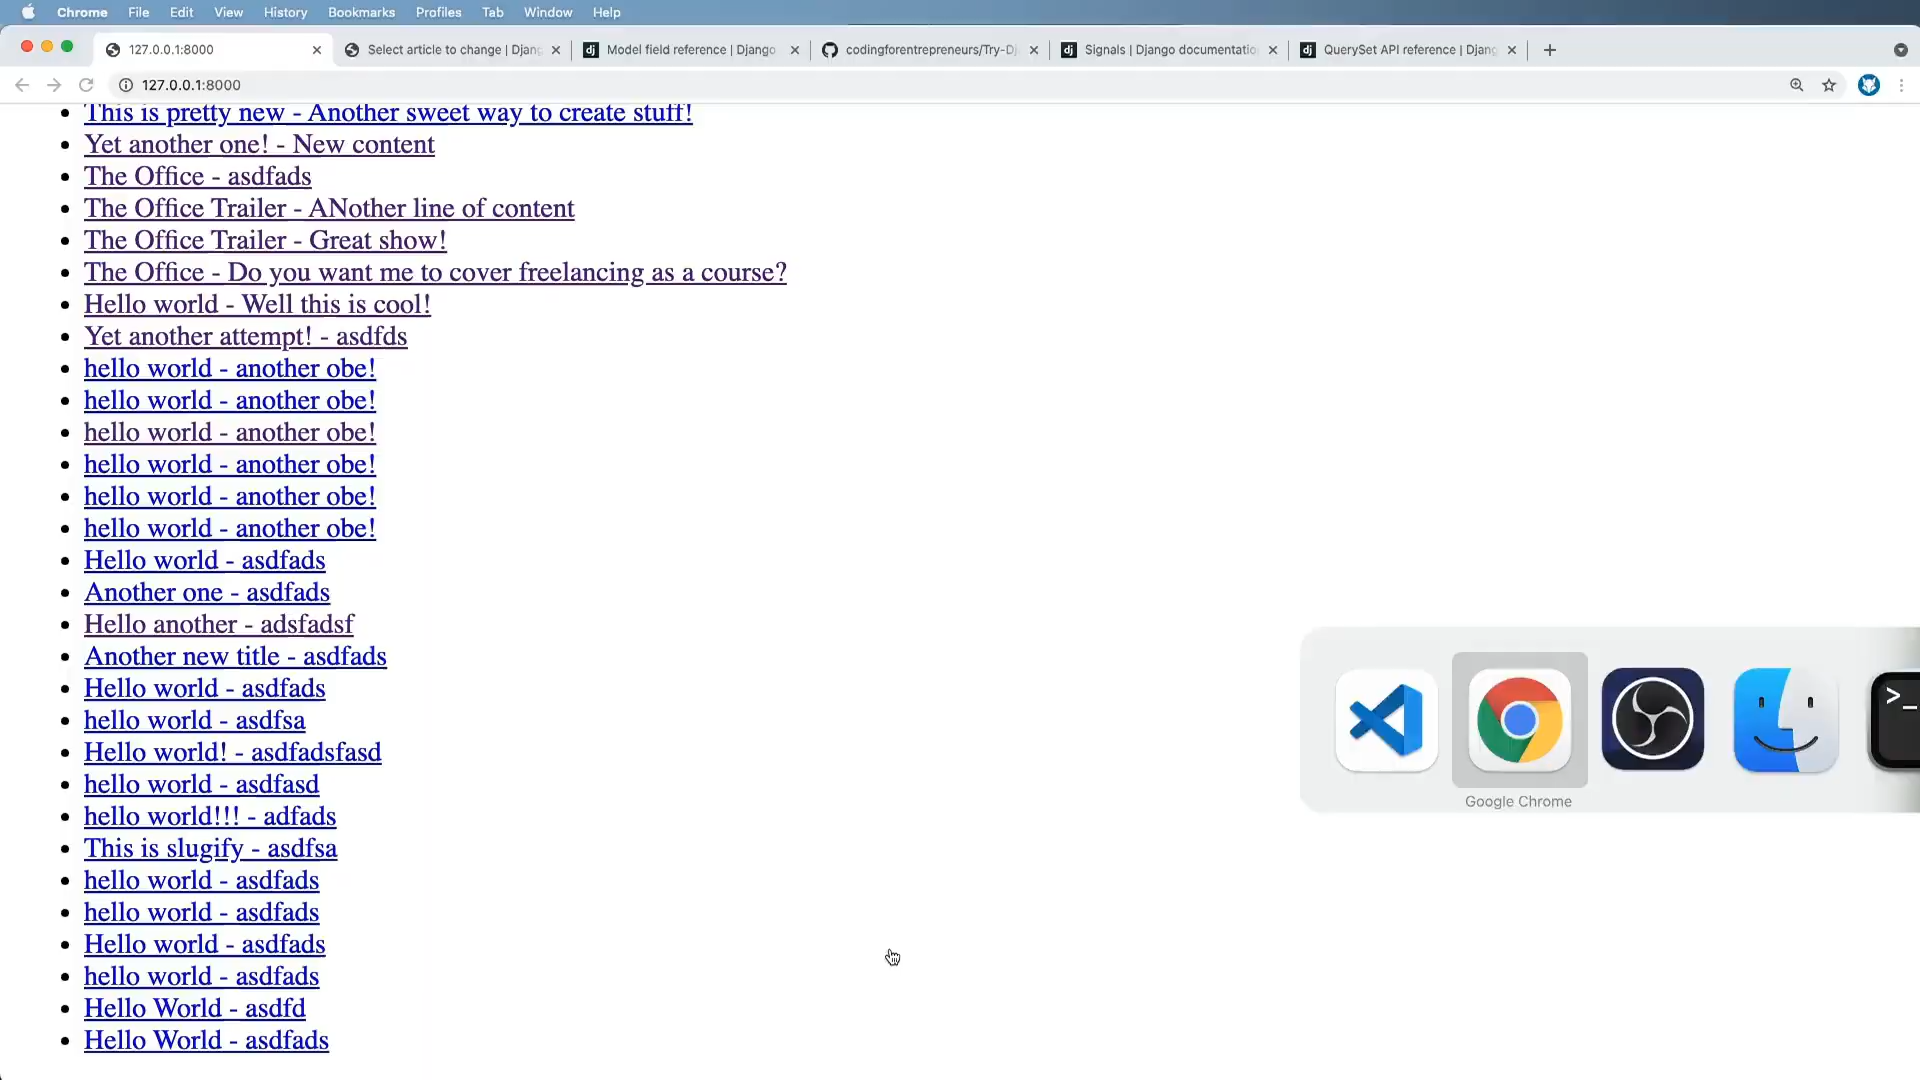 Chrome File Edit View History Bookmarks Profiles Tab Window Help
127.0.0.1:8000 Select article to change | Djang Model field reference | Django codingforentrepreneurs/Try-Dj Signals | Django documentatio QuerySet API reference | Djang
127.0.0.1:8000
This is pretty new - Another sweet way to create stuff!
Yet another one! - New content
The Office - asdfads
The Office Trailer - ANother line of content
The Office Trailer - Great show!
The Office - Do you want me to cover freelancing as a course?
Hello world - Well this is cool!
Yet another attempt! - asdfds
hello world - another obe!
hello world - another obe!
hello world - another obe!
hello world - another obe!
hello world - another obe!
hello world - another obe!
Hello world - asdfads
Another one - asdfads
Hello another - adsfadsf
Another new title - asdfads
Hello world - asdfads
hello world - asdfsa
Hello world! - asdfadsfasd
hello world - asdfasd
hello world!!! - adfads
This is slugify - asdfsa
hello world - asdfads
hello world - asdfads
Hello world - asdfads
hello world - asdfads
Hello World - asdfd
Hello World - asdfads
Google Chrome